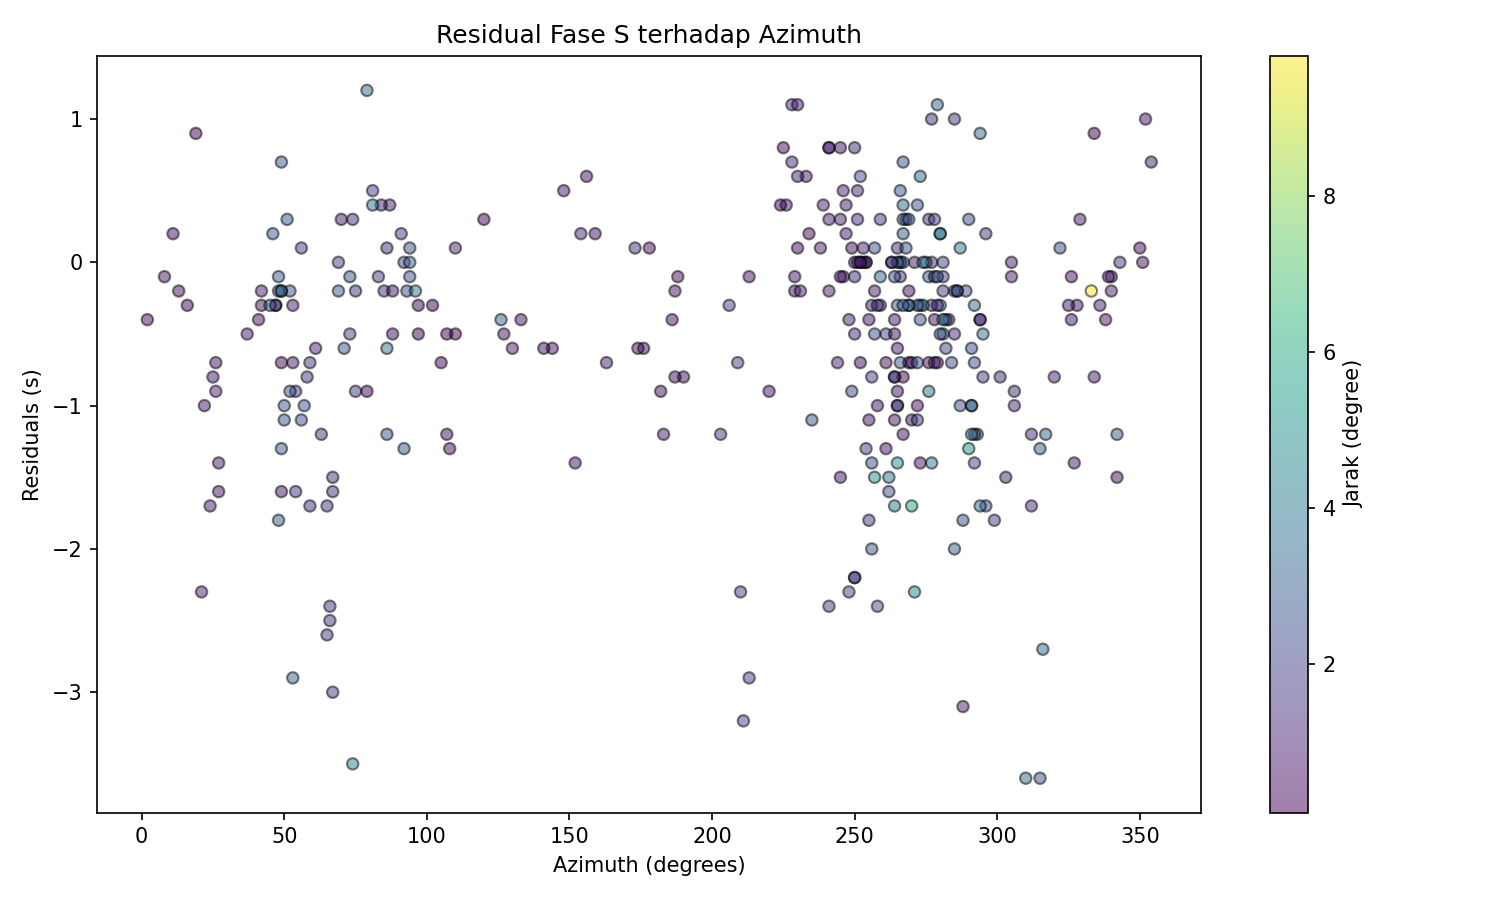 Residual Fase S terhadap Azimuth
Residuals (s)
1
0
−1
−2
−3
0 50 100 150 200 250 300 350
Azimuth (degrees)
8
6
4
2
Jarak (degree)